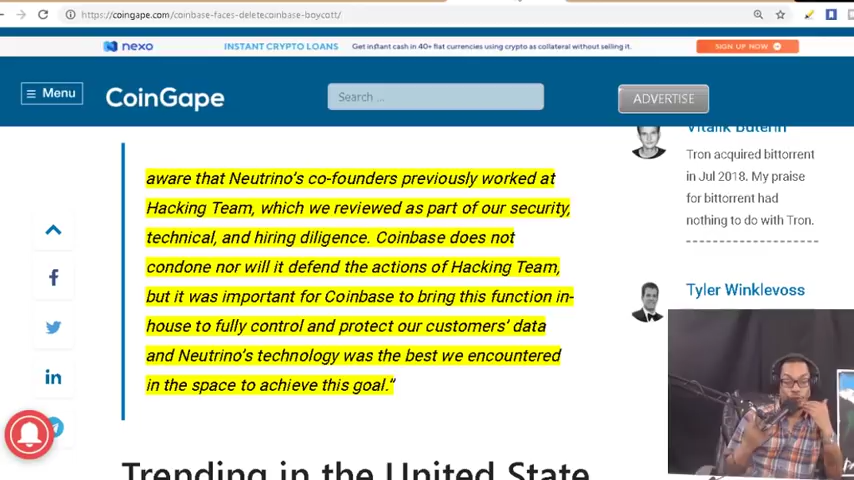 https://coingape.com/coinbase-faces-deletecoinbase-boycott/
nexo INSTANT CRYPTO LOANS Get instant cash in 40+ fiat currencies using crypto as collateral without selling it. SIGN UP NOW
Menu CoinGape Search ... ADVERTISE
aware that Neutrino's co-founders previously worked at
Hacking Team, which we reviewed as part of our security,
technical, and hiring diligence. Coinbase does not
condone nor will it defend the actions of Hacking Team,
but it was important for Coinbase to bring this function in-
house to fully control and protect our customers' data
and Neutrino's technology was the best we encountered
in the space to achieve this goal.”
Trending in the United State
Vitalik Buterin
Tron acquired bittorrent
in Jul 2018. My praise
for bittorrent had
nothing to do with Tron.
Tyler Winklevoss